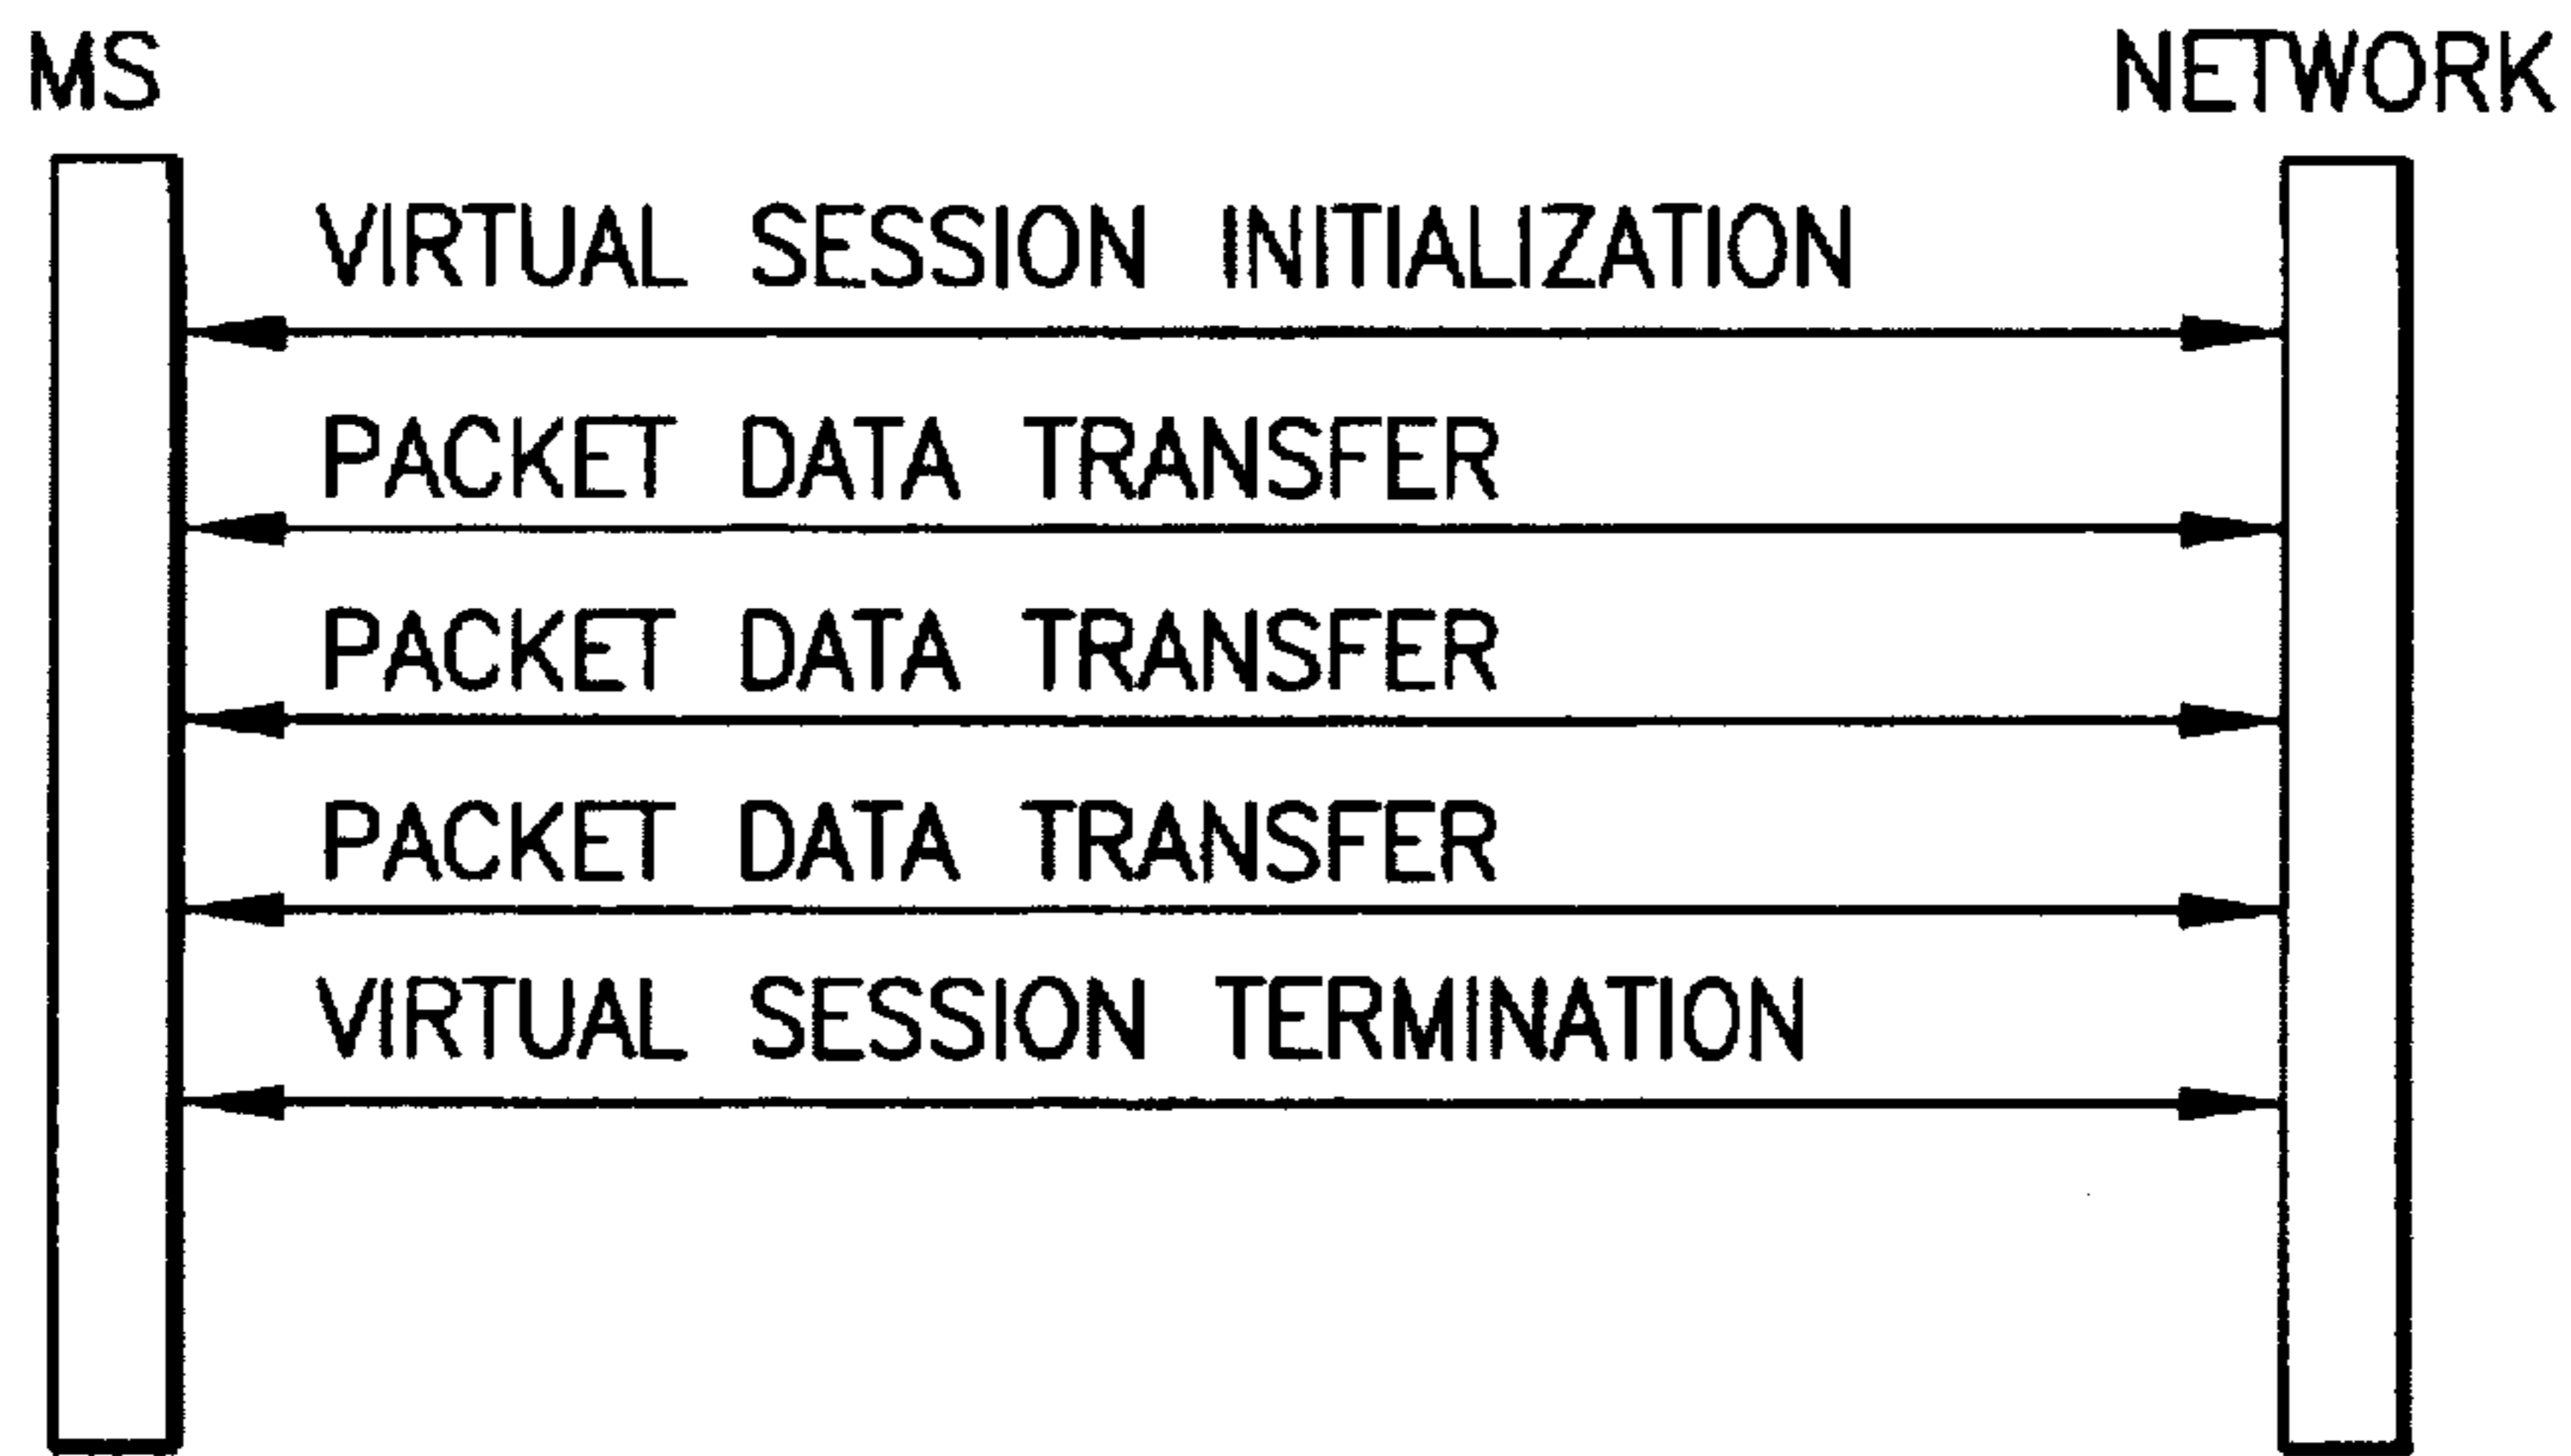 MS NETWORK
VIRTUAL SESSION INITIALIZATION
PACKET DATA TRANSFER
PACKET DATA TRANSFER
PACKET DATA TRANSFER
VIRTUAL SESSION TERMINATION